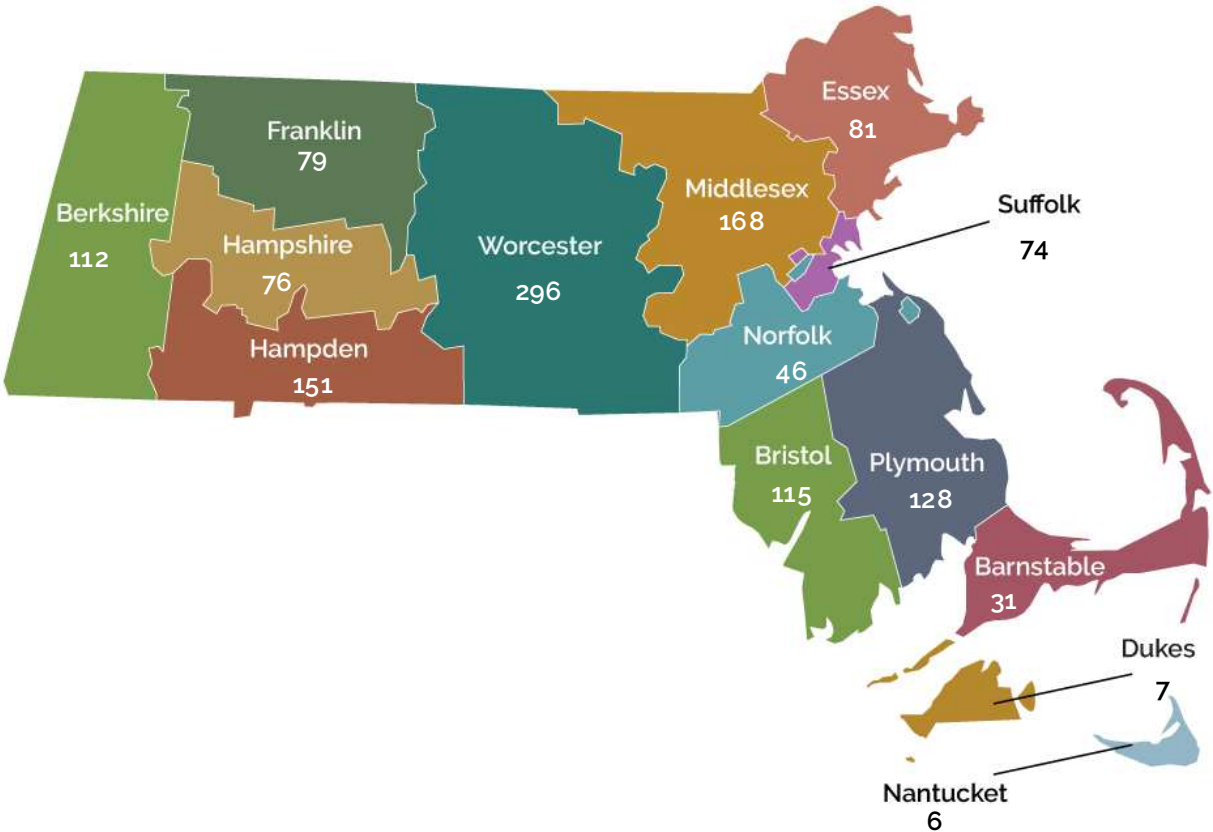 Essex
81
Franklin
79
Middlesex
168
Suffolk
74
Berkshire
112
Hampshire
76
Worcester
296
Norfolk
46
Hampden
151
Bristol
115
Plymouth
128
Barnstable
31
Dukes
7
Nantucket
6